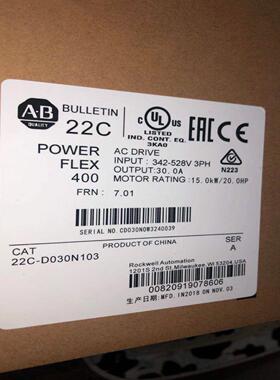 A-B
QUALITY
BULLETIN
22C
UL
LISTED
IND. CONT. EQ.
3KA0
EAC
CE
N223
POWER
FLEX
400
AC DRIVE
INPUT : 342-528V 3PH
OUTPUT: 30.0A
MOTOR RATING: 15.0kW/20.0HP
FRN : 7.01
SERIAL NO. CD030N0W3240039
PRODUCT OF CHINA
CAT
22C-D030N103
SER
A
Rockwell Automation
1201S 2nd St, Milwaukee, WI 53204, USA
00820919078606
生产日期: MFD. IN2018 ON NOV. 03